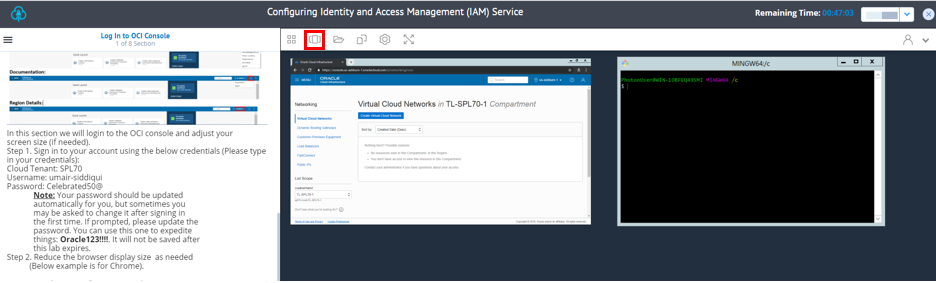 Configuring Identity and Access Management (IAM) Service
Remaining Time: 00:47:03
Log In to OCI Console
1 of 8 Section
Documentation:
Region Details:
In this section we will login to the OCI console and adjust your
screen size (if needed).
Step 1. Sign in to your account using the below credentials (Please type
in your credentials):
Cloud Tenant: SPL70
Username: umair-siddiqui
Password: Celebrated50@
Note: Your password should be updated
automatically for you, but sometimes you
may be asked to change it after signing in
the first time. If prompted, please update the
password. You can use this one to expedite
things: Oracle123!!!!. It will not be saved after
this lab expires.
Step 2. Reduce the browser display size as needed
(Below example is for Chrome).
MENU
ORACLE
Networking
Virtual Cloud Networks
Dynamic Routing Gateways
Customer-Premises Equipment
Load Balancers
FastConnect
Public IPs
List Scope
COMPARTMENT
TL-SPL70-1
Virtual Cloud Networks in TL-SPL70-1 Compartment
Create Virtual Cloud Network
Sort by: Created Date (Desc)
MINGW64:/c
MINGW64 /c
$